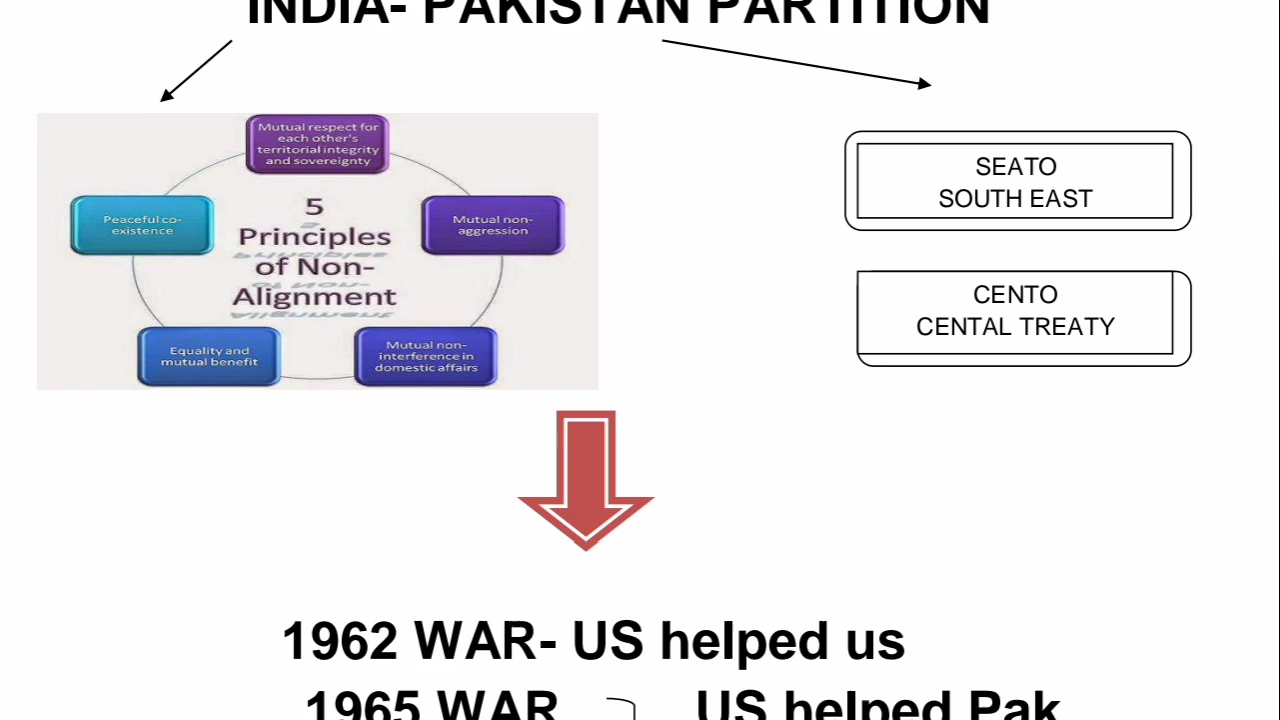 INDIA- PAKISTAN PARTITION
Mutual respect for
each other's
territorial integrity
and sovereignty
Peaceful co-
existence
5
Principles
of Non-
Alignment
Mutual non-
aggression
Equality and
mutual benefit
Mutual non-
interference in
domestic affairs
SEATO
SOUTH EAST
CENTO
CENTAL TREATY
1962 WAR- US helped us
1965 WAR US helped Pak